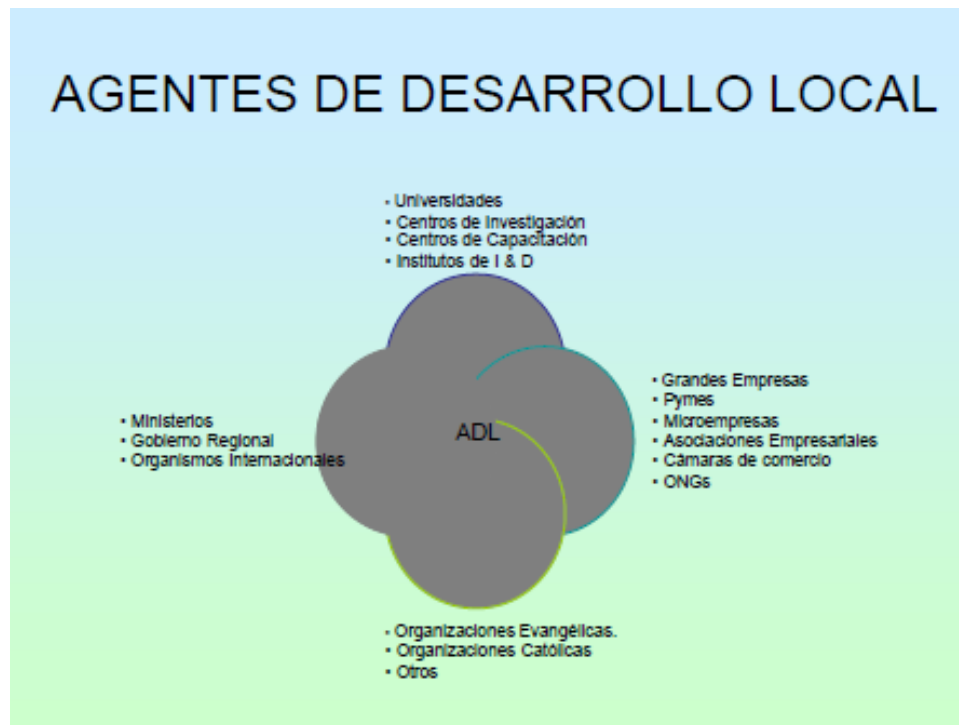 AGENTES DE DESARROLLO LOCAL
▪ Universidades
▪ Centros de Investigación
▪ Centros de Capacitación
▪ Institutos de I & D
▪ Ministerios
▪ Gobierno Regional
▪ Organismos Internacionales
ADL
▪ Grandes Empresas
▪ Pymes
▪ Microempresas
▪ Asociaciones Empresariales
▪ Cámaras de comercio
▪ ONGs
▪ Organizaciones Evangélicas.
▪ Organizaciones Católicas
▪ Otros